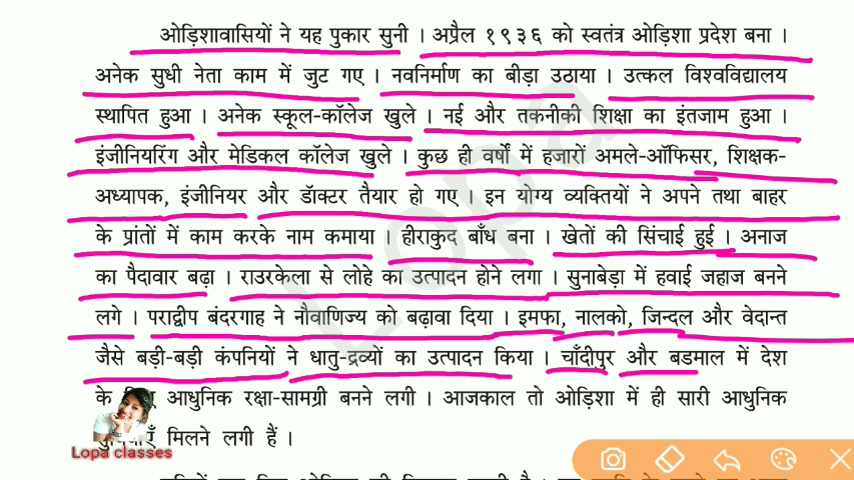 ओड़िशावासियों ने यह पुकार सुनी । अप्रैल १९३६ को स्वतंत्र ओड़िशा प्रदेश बना ।
अनेक सुधी नेता काम में जुट गए । नवनिर्माण का बीड़ा उठाया । उत्कल विश्वविद्यालय
स्थापित हुआ । अनेक स्कूल-कॉलेज खुले । नई और तकनीकी शिक्षा का इंतजाम हुआ ।
इंजीनियरिंग और मेडिकल कॉलेज खुले । कुछ ही वर्षों में हजारों अमले-ऑफिसर, शिक्षक-
अध्यापक, इंजीनियर और डॉक्टर तैयार हो गए । इन योग्य व्यक्तियों ने अपने तथा बाहर
के प्रांतों में काम करके नाम कमाया । हीराकुद बाँध बना । खेतों की सिंचाई हुई । अनाज
का पैदावार बढ़ा । राउरकेला से लोहे का उत्पादन होने लगा । सुनाबेड़ा में हवाई जहाज बनने
लगे । पराद्वीप बंदरगाह ने नौवाणिज्य को बढ़ावा दिया । इमफा, नालको, जिन्दल और वेदान्त
जैसे बड़ी-बड़ी कंपनियों ने धातु-द्रव्यों का उत्पादन किया । चाँदीपुर और बडमाल में देश
के आधुनिक रक्षा-सामग्री बनने लगी । आजकाल तो ओड़िशा में ही सारी आधुनिक
मिलने लगी हैं ।
Lopa classes
Lopa